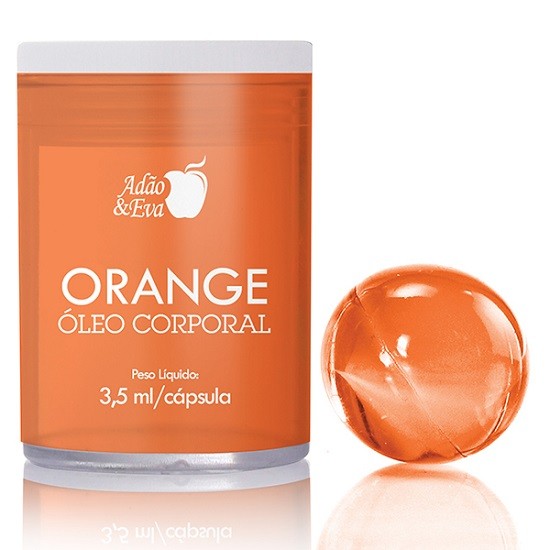 Adão
&Eva
ORANGE
ÓLEO CORPORAL
Peso Líquido:
3,5 ml/cápsula